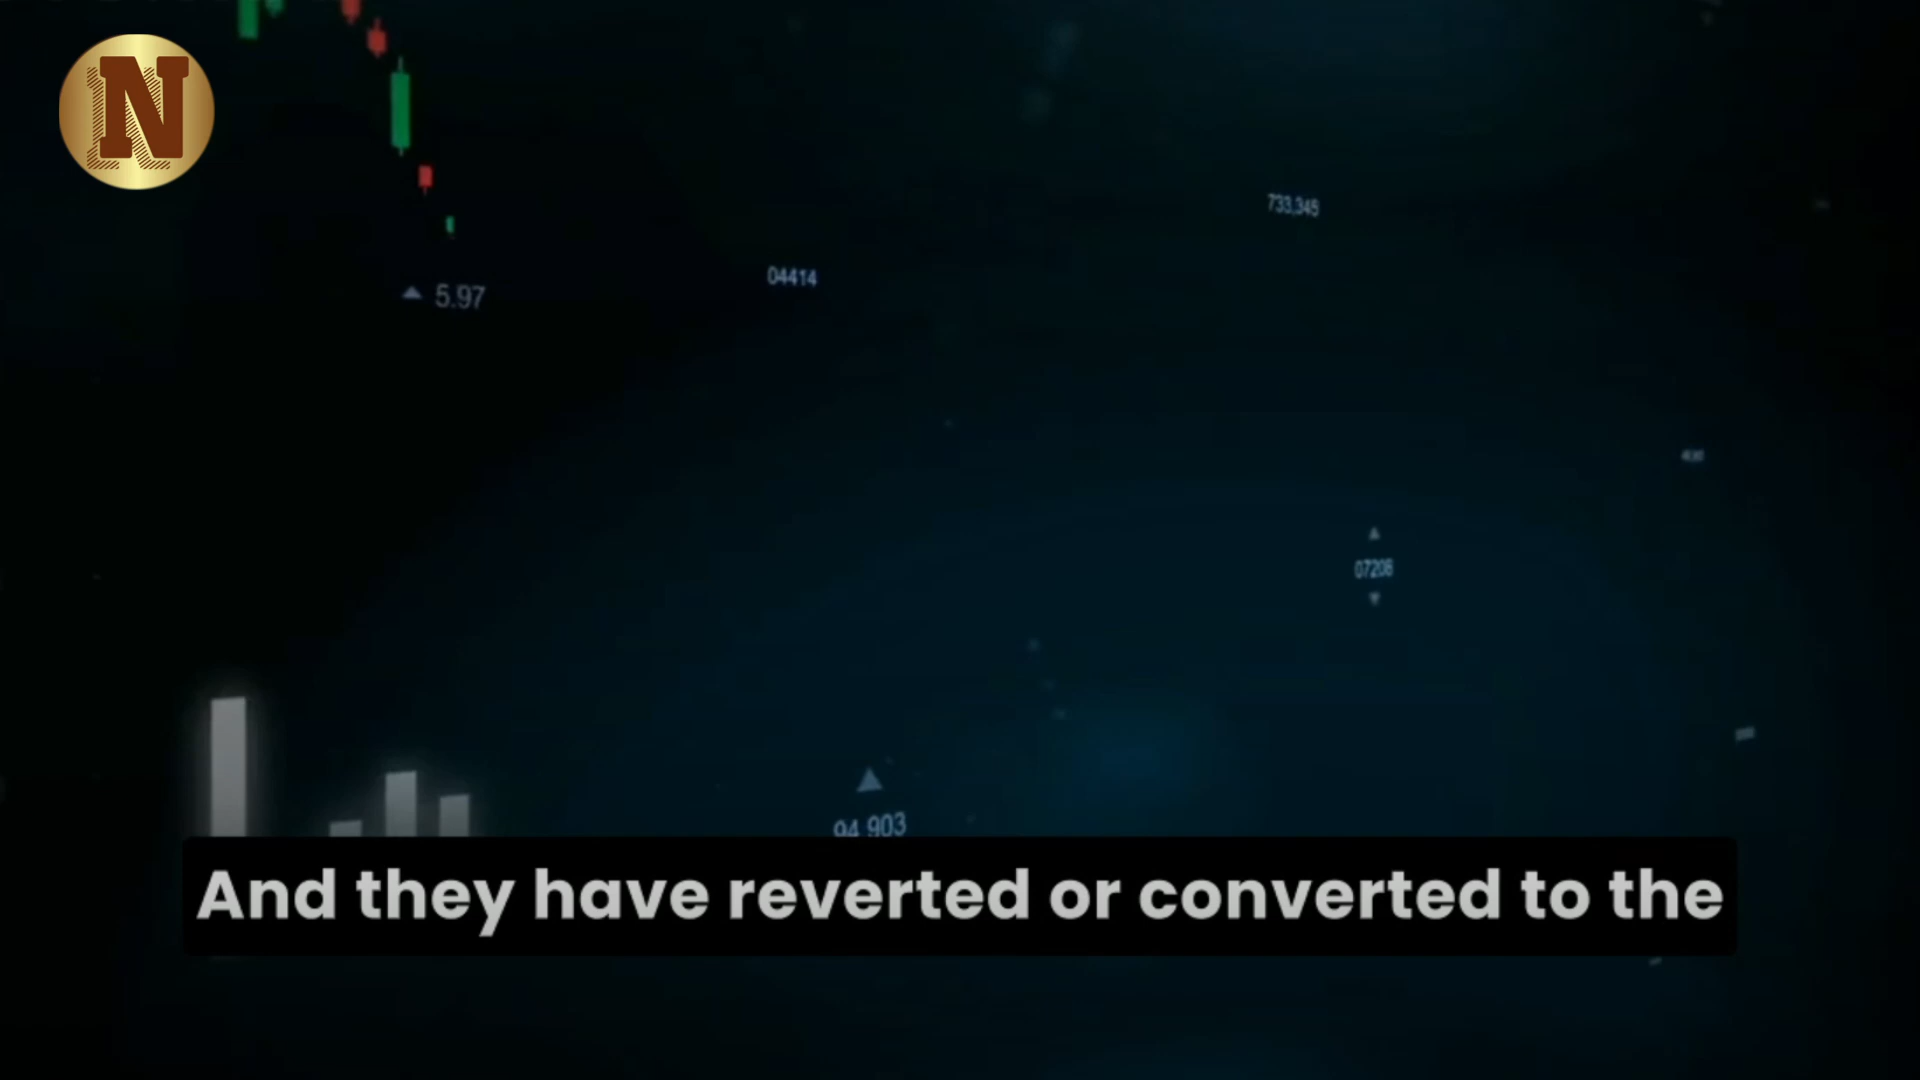 N
733,345
04414
5.97
07208
94,903
And they have reverted or converted to the